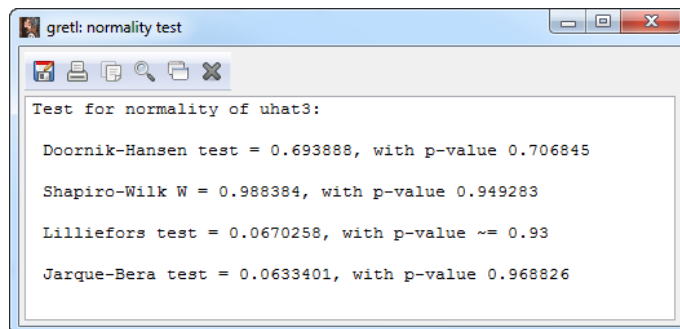 gretl: normality test
Test for normality of uhat3:
Doornik-Hansen test = 0.693888, with p-value 0.706845
Shapiro-Wilk W = 0.988384, with p-value 0.949283
Lilliefors test = 0.0670258, with p-value ~= 0.93
Jarque-Bera test = 0.0633401, with p-value 0.968826